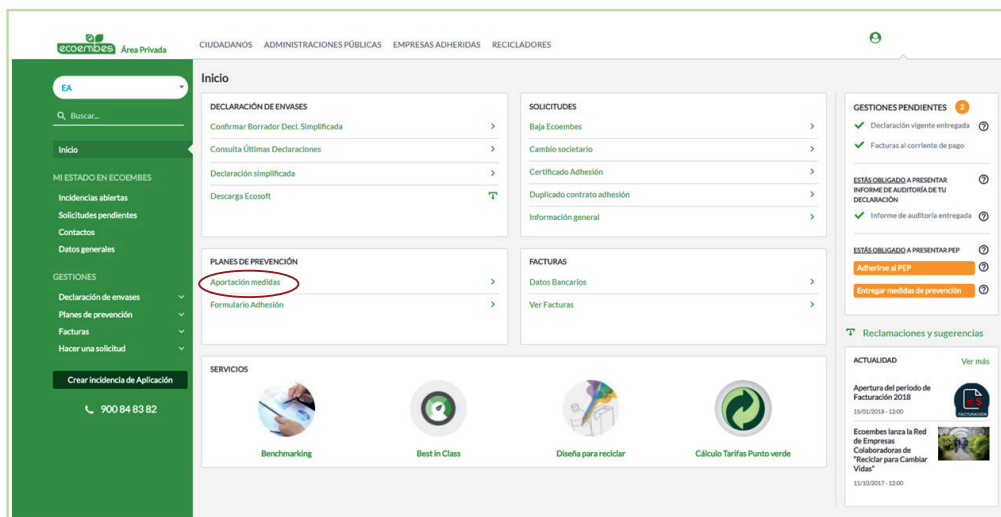 ecoembes Área Privada
CIUDADANOS ADMINISTRACIONES PÚBLICAS EMPRESAS ADHERIDAS RECICLADORES
EA
Buscar...
Inicio
MI ESTADO EN ECOEMBES
Incidencias abiertas
Solicitudes pendientes
Contactos
Datos generales
GESTIONES
Declaración de envases
Planes de prevención
Facturas
Hacer una solicitud
Crear incidencia de Aplicación
900 84 83 82
Inicio
DECLARACIÓN DE ENVASES
Confirmar Borrador Decl. Simplificada
Consulta Últimas Declaraciones
Declaración simplificada
Descarga Ecosoft
SOLICITUDES
Baja Ecoembes
Cambio societario
Certificado Adhesión
Duplicado contrato adhesión
Información general
PLANES DE PREVENCIÓN
Aportación medidas
Formulario Adhesión
FACTURAS
Datos Bancarios
Ver Facturas
SERVICIOS
Benchmarking
Best in Class
Diseña para reciclar
Cálculo Tarifas Punto verde
GESTIONES PENDIENTES 2
Declaración vigente entregada
Facturas al corriente de pago
ESTÁS OBLIGADO A PRESENTAR
INFORME DE AUDITORÍA DE TU
DECLARACIÓN
Informe de auditoría entregada
ESTÁS OBLIGADO A PRESENTAR PEP
Adherirse al PEP
Entregar medidas de prevención
Reclamaciones y sugerencias
ACTUALIDAD Ver más
Apertura del periodo de
Facturación 2018
15/01/2018 - 12:00
FACTURACIÓN
Ecoembes lanza la Red
de Empresas
Colaboradoras de
"Reciclar para Cambiar
Vidas"
11/10/2017 - 12:00